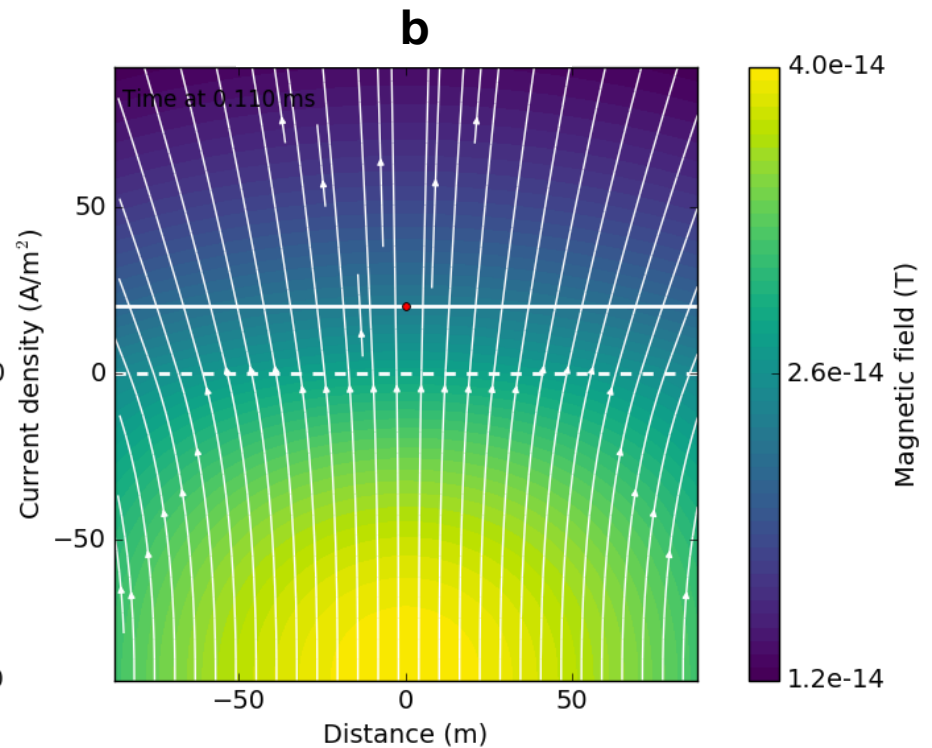 b
Time at 0.110 ms
4.0e-14
2.6e-14
1.2e-14
Magnetic field (T)
Current density (A/m²)
50
0
−50
−50
0
50
Distance (m)